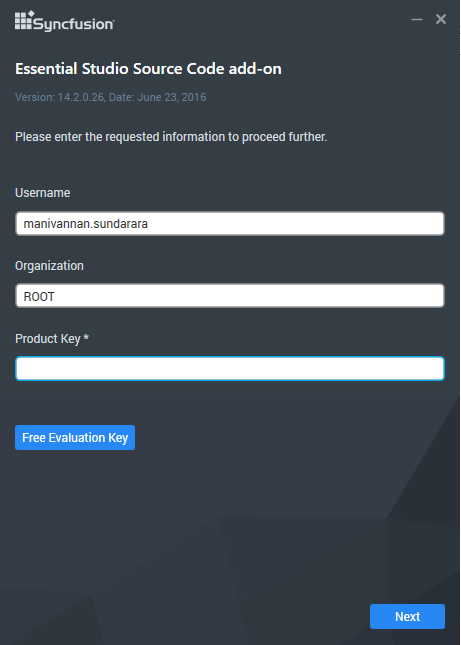 Syncfusion
Essential Studio Source Code add-on
Version: 14.2.0.26, Date: June 23, 2016
Please enter the requested information to proceed further.
Username
manivannan.sundarara
Organization
ROOT
Product Key *
Free Evaluation Key
Next